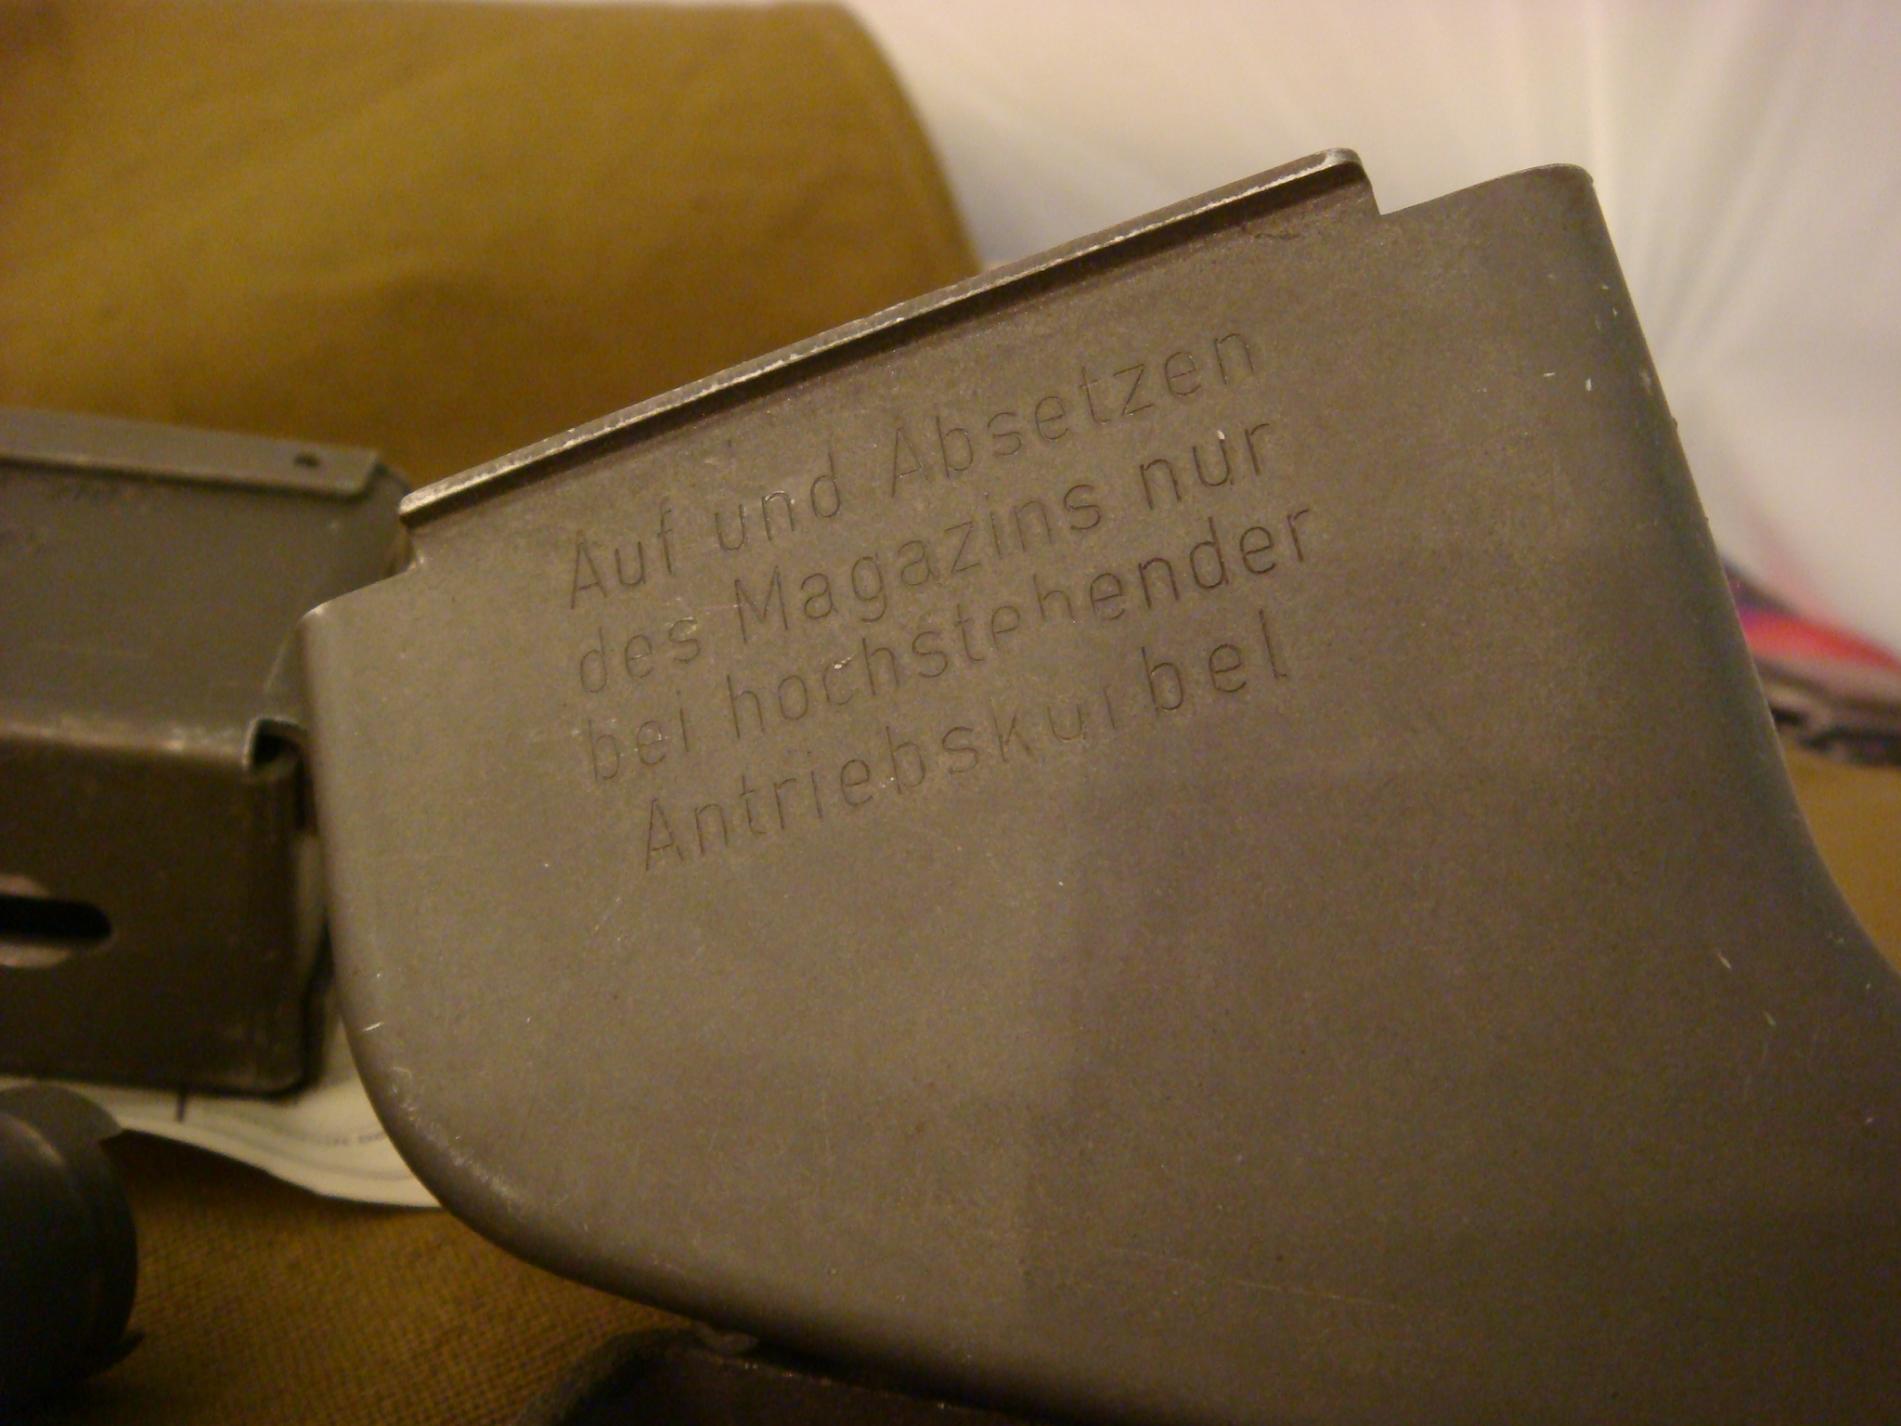 Auf und Absetzen
des Magazins nur
bei hochstehender
Antriebskurbel